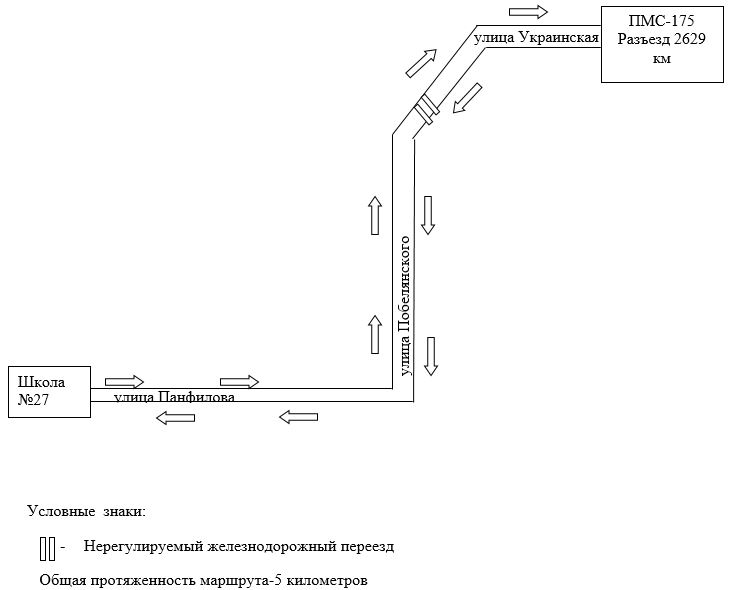 ПМС-175
Разъезд 2629
км
улица Украинская
улица Побелянского
Школа
№27
улица Панфилова
Условные знаки:
- Нерегулируемый железнодорожный переезд
Общая протяженность маршрута-5 километров